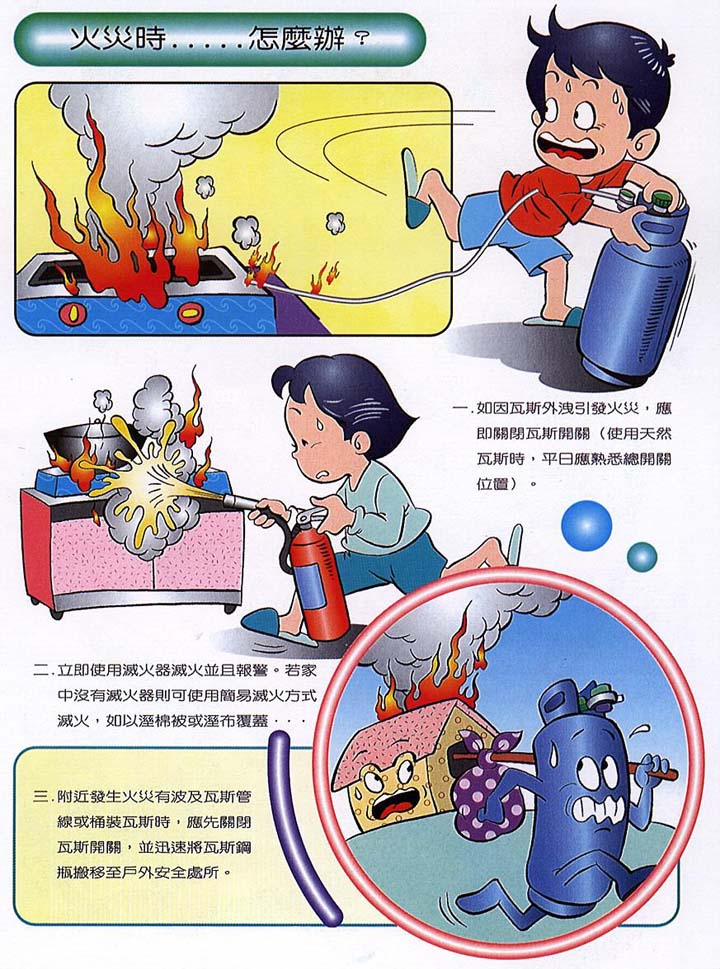 火災時.....怎麼辦？
一.如因瓦斯外洩引發火災，應
即關閉瓦斯開關（使用天然
瓦斯時，平日應熟悉總開關
位置）。
二.立即使用滅火器滅火並且報警。若家
中沒有滅火器則可使用簡易滅火方式
滅火，如以溼棉被或溼布覆蓋...
三.附近發生火災有波及瓦斯管
線或桶裝瓦斯時，應先關閉
瓦斯開關，並迅速將瓦斯鋼
瓶搬移至戶外安全處所。